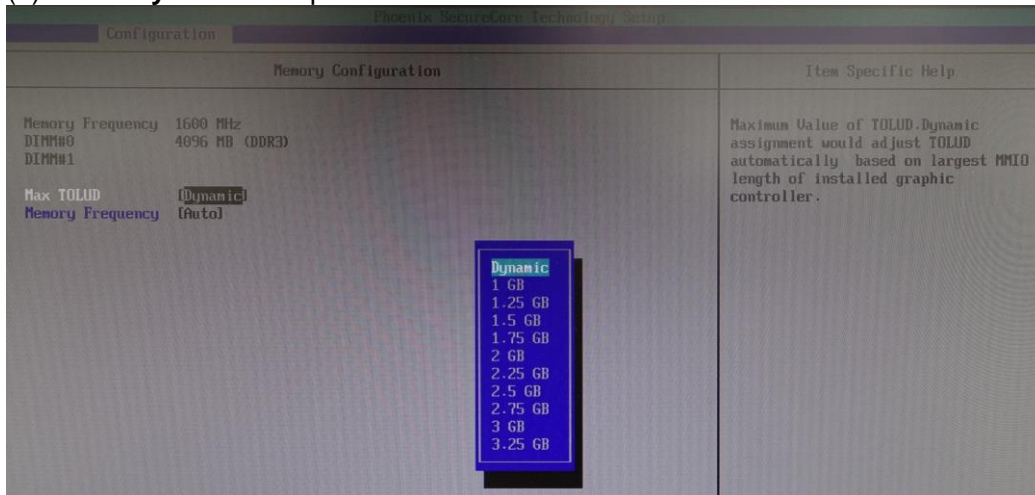 Phoenix SecureCore Technology Setup
Configuration
Memory Configuration
Item Specific Help
Memory Frequency 1600 MHz
DIMM#0 4096 MB (DDR3)
DIMM#1
Max TOLUD [Dynamic]
Memory Frequency [Auto]
Maximum Value of TOLUD.Dynamic
assignment would adjust TOLUD
automatically based on largest MMIO
length of installed graphic
controller.
Dynamic
1 GB
1.25 GB
1.5 GB
1.75 GB
2 GB
2.25 GB
2.5 GB
2.75 GB
3 GB
3.25 GB